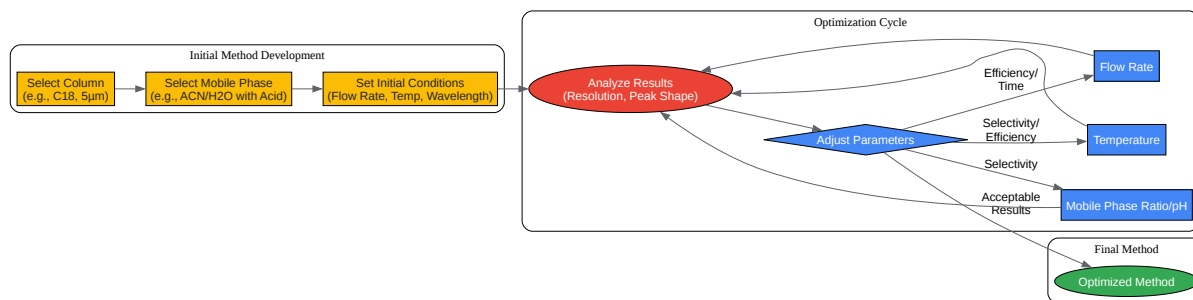 Initial Method Development
Select Column
(e.g., C18, 5µm)
Select Mobile Phase
(e.g., ACN/H2O with Acid)
Set Initial Conditions
(Flow Rate, Temp, Wavelength)
Optimization Cycle
Analyze Results
(Resolution, Peak Shape)
Adjust Parameters
Efficiency/
Time
Flow Rate
Selectivity/
Efficiency
Temperature
Selectivity
Mobile Phase Ratio/pH
Acceptable
Results
Final Method
Optimized Method